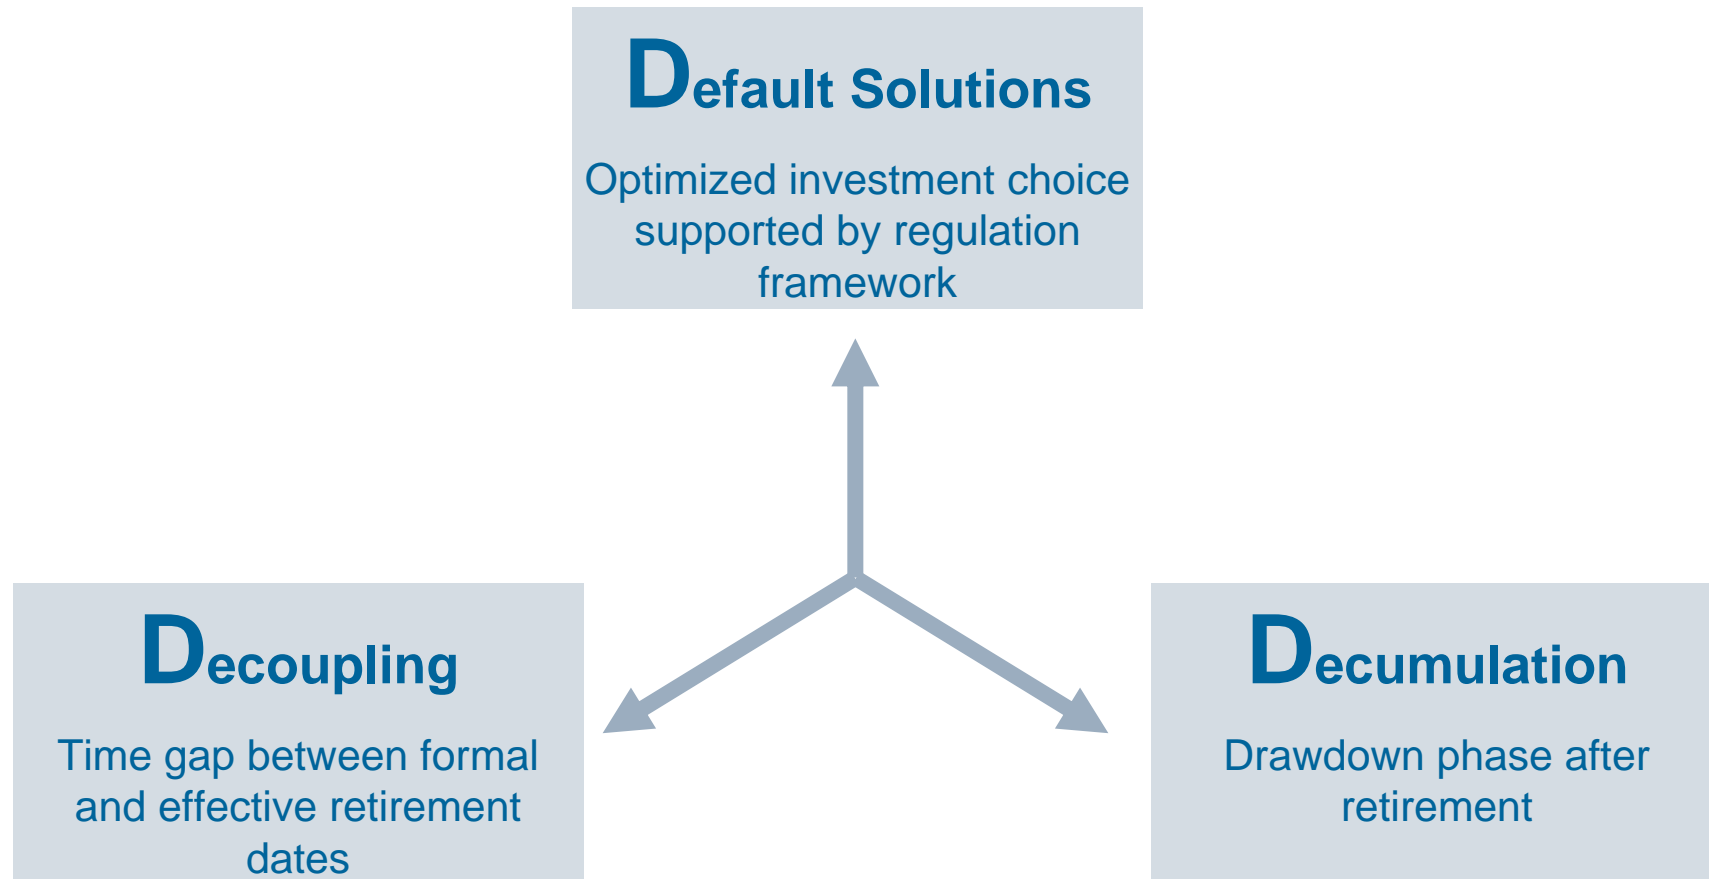 Default Solutions
Optimized investment choice
supported by regulation
framework
Decoupling
Time gap between formal
and effective retirement
dates
Decumulation
Drawdown phase after
retirement